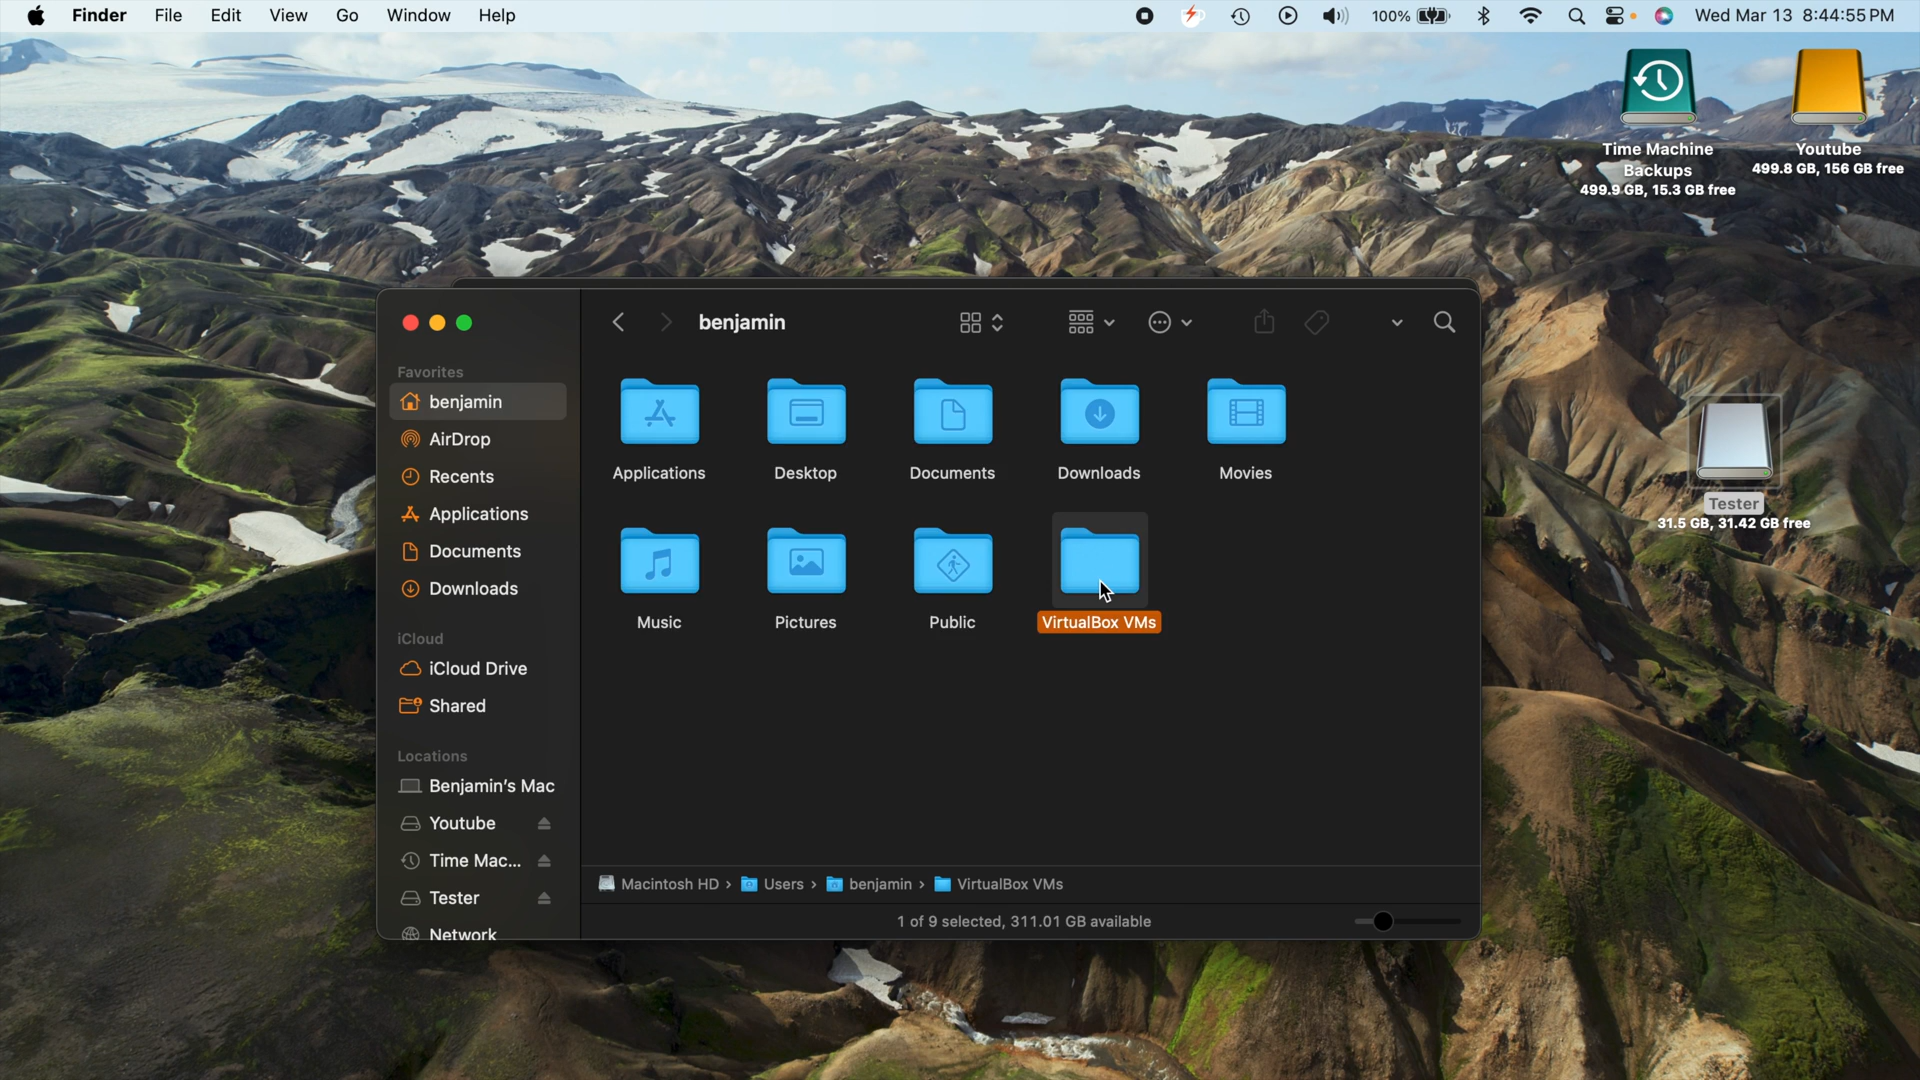 Finder File Edit View Go Window Help 100% Wed Mar 13 8:44:55 PM
Time Machine
Backups
499.9 GB, 15.3 GB free
Youtube
499.8 GB, 156 GB free
Tester
31.5 GB, 31.42 GB free
benjamin
Favorites
benjamin
AirDrop
Recents
Applications
Documents
Downloads
iCloud
iCloud Drive
Shared
Locations
Benjamin's Mac
Youtube
Time Mac...
Tester
Network
Applications Desktop Documents Downloads Movies
Music Pictures Public VirtualBox VMs
Macintosh HD › Users › benjamin › VirtualBox VMs
1 of 9 selected, 311.01 GB available